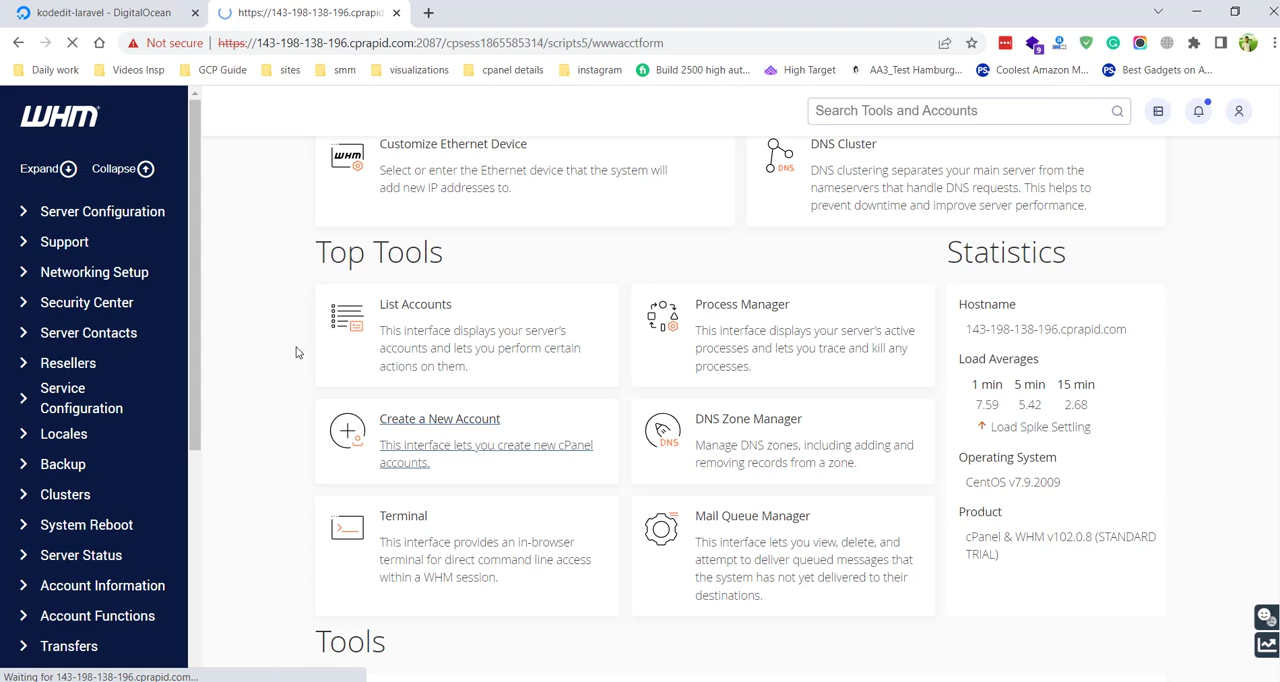 kodedit-laravel - DigitalOcean
https://143-198-138-196.cprapid.
Not secure
https://143-198-138-196.cprapid.com:2087/cpsess1865585314/scripts5/wwwacctform
9
Daily work
Videos Insp
GCP Guide
sites
smm
visualizations
cpanel details
instagram
Build 2500 high aut...
High Target
AA3_Test Hamburg...
Coolest Amazon M...
Best Gadgets on A...
WHM
Search Tools and Accounts
Expand
Collapse
Server Configuration
Support
Networking Setup
Security Center
Server Contacts
Resellers
Service
Configuration
Locales
Backup
Clusters
System Reboot
Server Status
Account Information
Account Functions
Transfers
WHM
Customize Ethernet Device
Select or enter the Ethernet device that the system will
add new IP addresses to.
DNS
DNS Cluster
DNS clustering separates your main server from the
nameservers that handle DNS requests. This helps to
prevent downtime and improve server performance.
Top Tools
List Accounts
This interface displays your server's
accounts and lets you perform certain
actions on them.
Process Manager
This interface displays your server's active
processes and lets you trace and kill any
processes.
Create a New Account
This interface lets you create new cPanel
accounts.
DNS
DNS Zone Manager
Manage DNS zones, including adding and
removing records from a zone.
Terminal
This interface provides an in-browser
terminal for direct command line access
within a WHM session.
Mail Queue Manager
This interface lets you view, delete, and
attempt to deliver queued messages that
the system has not yet delivered to their
destinations.
Statistics
Hostname
143-198-138-196.cprapid.com
Load Averages
1 min 5 min 15 min
7.59 5.42 2.68
Load Spike Settling
Operating System
CentOS v7.9.2009
Product
cPanel & WHM v102.0.8 (STANDARD
TRIAL)
Tools
Waiting for 143-198-138-196.cprapid.com...